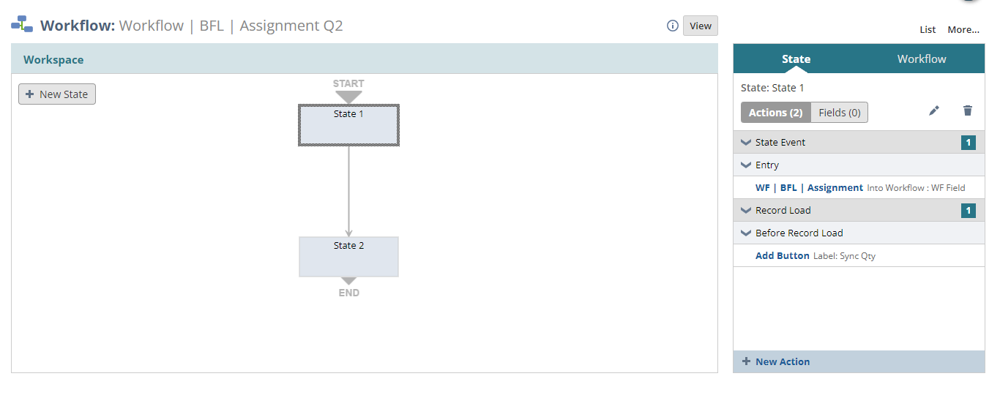 Workflow: Workflow | BFL | Assignment Q2
View
List More...
Workspace
New State
START
State 1
State 2
END
State Workflow
State: State 1
Actions (2) Fields (0)
State Event 1
Entry
WF | BFL | Assignment Into Workflow : WF Field
Record Load 1
Before Record Load
Add Button Label: Sync Qty
New Action